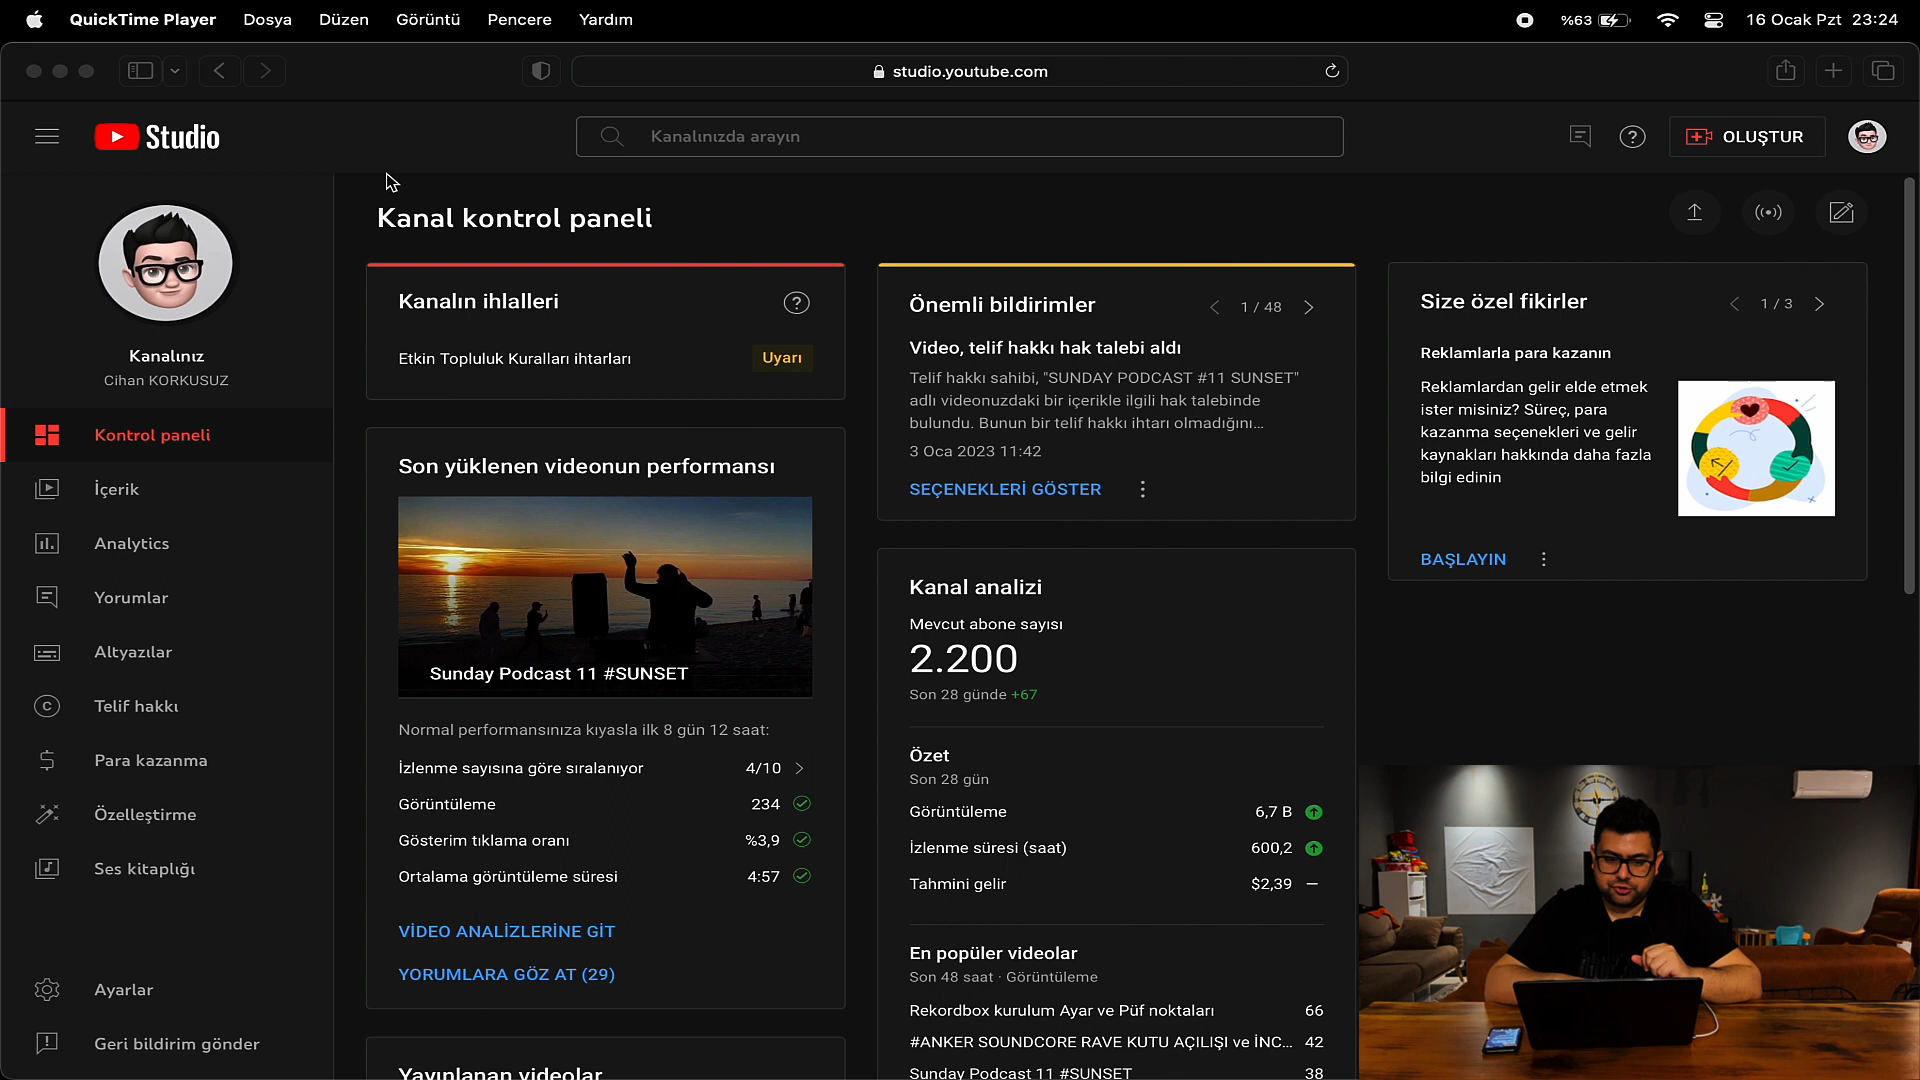 QuickTime Player Dosya Düzen Görüntü Pencere Yardım %63 16 Ocak Pzt 23:24
studio.youtube.com
Studio
Kanalınızda arayın
OLUŞTUR
Kanalınız
Cihan KORKUSUZ
Kontrol paneli
İçerik
Analytics
Yorumlar
Altyazılar
Telif hakkı
Para kazanma
Özelleştirme
Ses kitaplığı
Ayarlar
Geri bildirim gönder
Kanal kontrol paneli
Kanalın ihlalleri
Etkin Topluluk Kuralları ihtarları Uyarı
Son yüklenen videonun performansı
Sunday Podcast 11 #SUNSET
Normal performansınıza kıyasla ilk 8 gün 12 saat:
İzlenme sayısına göre sıralanıyor 4/10
Görüntüleme 234
Gösterim tıklama oranı %3,9
Ortalama görüntüleme süresi 4:57
VİDEO ANALİZLERİNE GİT
YORUMLARA GÖZ AT (29)
Yayınlanan videolar
Önemli bildirimler 1 / 48
Video, telif hakkı hak talebi aldı
Telif hakkı sahibi, "SUNDAY PODCAST #11 SUNSET"
adlı videonuzdaki bir içerikle ilgili hak talebinde
bulundu. Bunun bir telif hakkı ihtarı olmadığını...
3 Oca 2023 11:42
SEÇENEKLERİ GÖSTER
Kanal analizi
Mevcut abone sayısı
2.200
Son 28 günde +67
Özet
Son 28 gün
Görüntüleme 6,7 B
İzlenme süresi (saat) 600,2
Tahmini gelir $2,39 —
En popüler videolar
Son 48 saat · Görüntüleme
Rekordbox kurulum Ayar ve Püf noktaları 66
#ANKER SOUNDCORE RAVE KUTU AÇILIŞI ve İNC... 42
Sunday Podcast 11 #SUNSET 38
Size özel fikirler 1 / 3
Reklamlarla para kazanın
Reklamlardan gelir elde etmek
ister misiniz? Süreç, para
kazanma seçenekleri ve gelir
kaynakları hakkında daha fazla
bilgi edinin
BAŞLAYIN